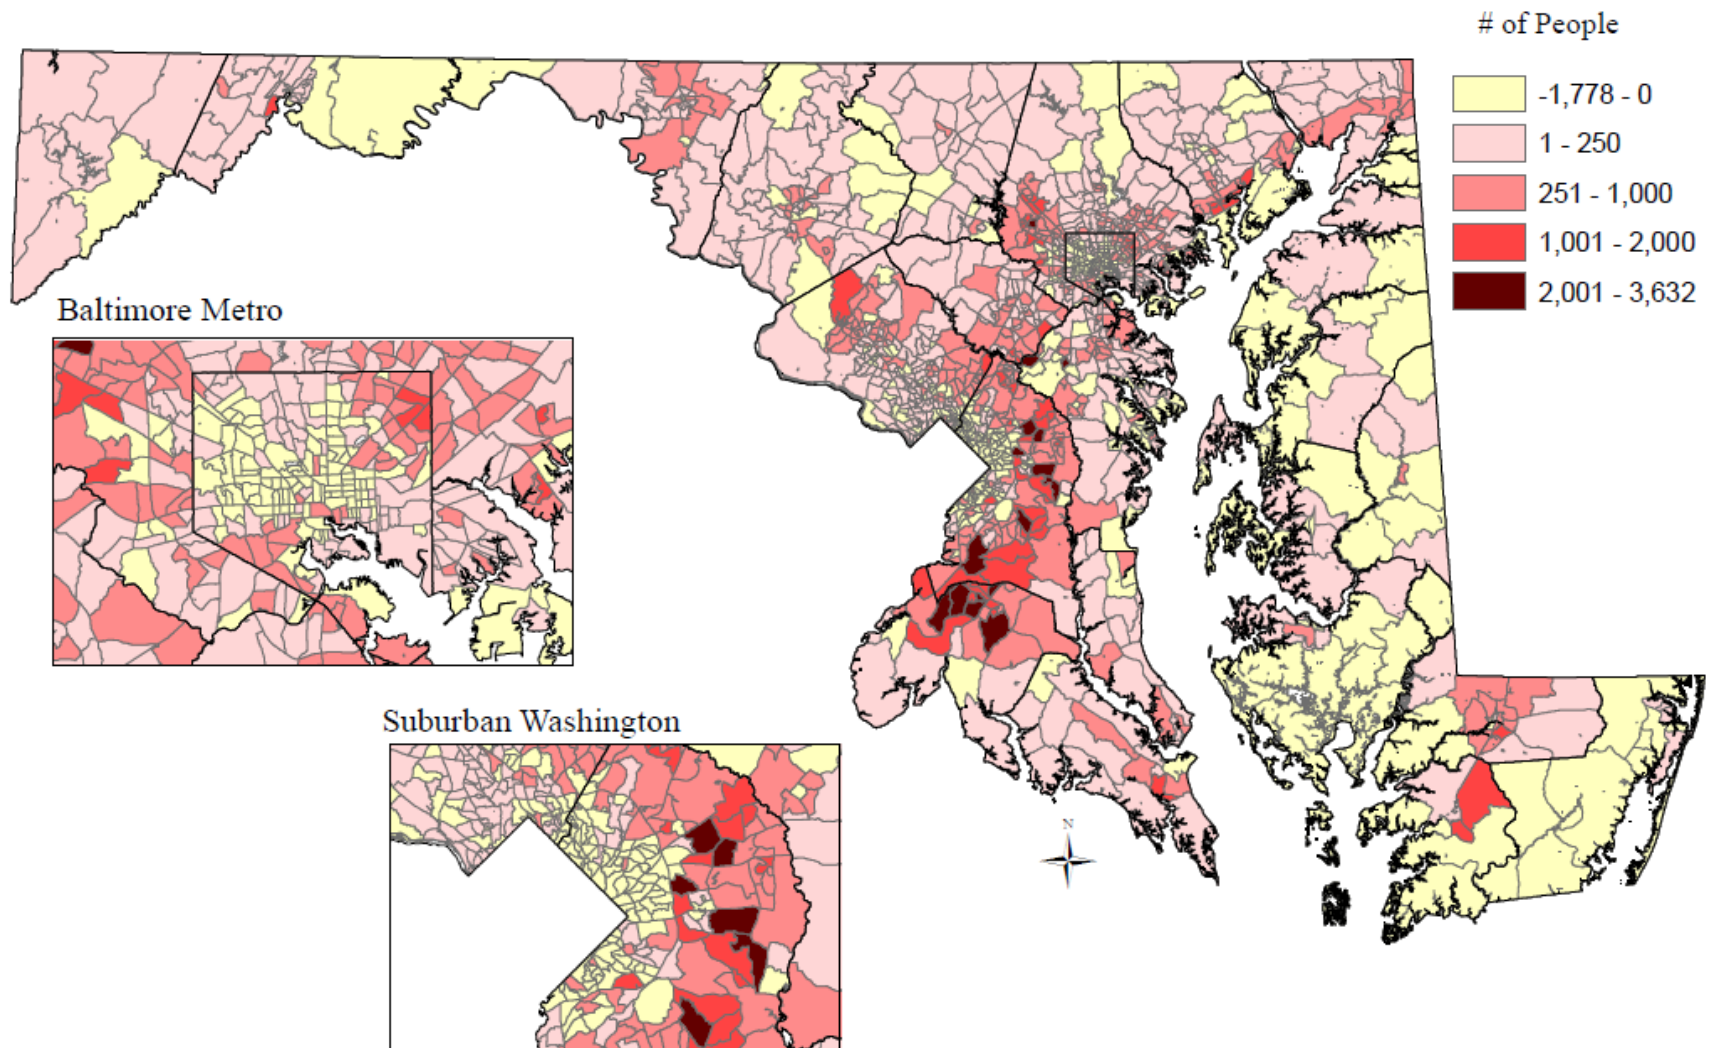 # of People
-1,778 - 0
1 - 250
251 - 1,000
1,001 - 2,000
2,001 - 3,632
Baltimore Metro
Suburban Washington
N